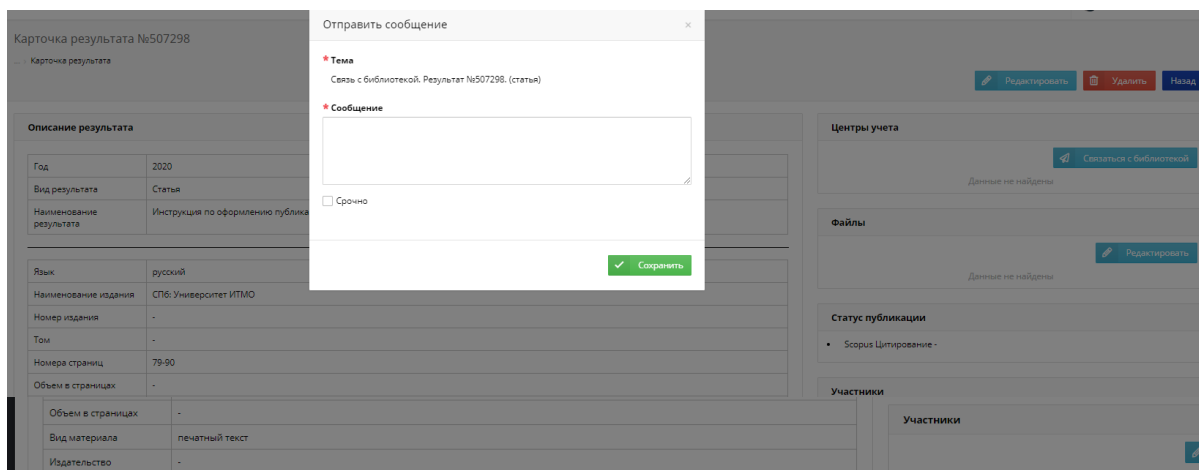 Карточка результата №507298
... Карточка результата
Отправить сообщение ×
* Тема
Связь с библиотекой. Результат №507298. (статья)
* Сообщение
Срочно
Сохранить
Редактировать Удалить Назад
Описание результата
Год 2020
Вид результата Статья
Наименование результата Инструкция по оформлению публика
Язык русский
Наименование издания СПб: Университет ИТМО
Номер издания -
Том -
Номера страниц 79-90
Объем в страницах -
Объем в страницах -
Вид материала печатный текст
Издательство -
Центры учета
Связаться с библиотекой
Данные не найдены
Файлы
Редактировать
Данные не найдены
Статус публикации
• Scopus Цитирование -
Участники
Участники